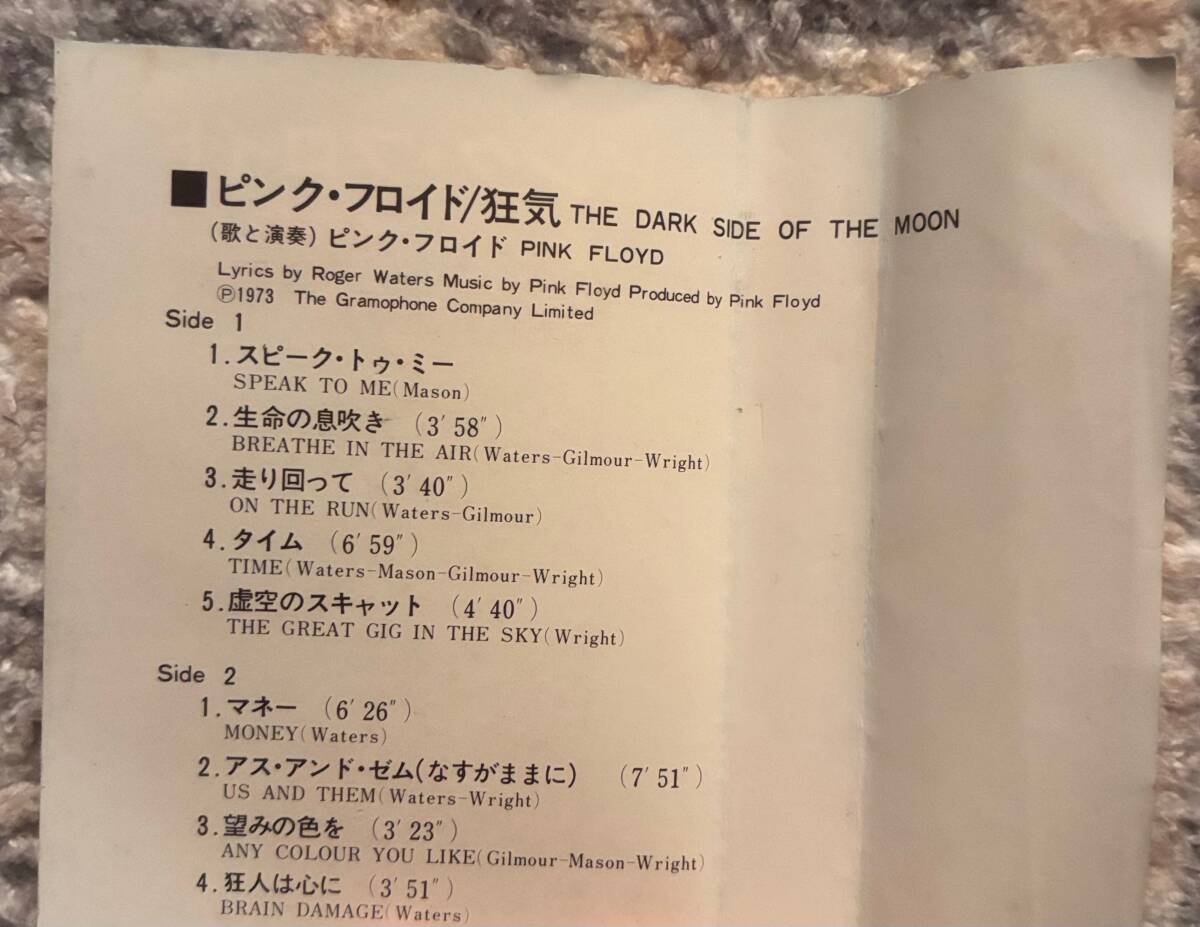 ■ピンク・フロイド/狂気 THE DARK SIDE OF THE MOON
(歌と演奏) ピンク・フロイド PINK FLOYD
Lyrics by Roger Waters Music by Pink Floyd Produced by Pink Floyd
Ⓟ1973 The Gramophone Company Limited
Side 1
1.スピーク・トゥ・ミー
SPEAK TO ME(Mason)
2.生命の息吹き (3′58″)
BREATHE IN THE AIR(Waters-Gilmour-Wright)
3.走り回って (3′40″)
ON THE RUN(Waters-Gilmour)
4.タイム (6′59″)
TIME(Waters-Mason-Gilmour-Wright)
5.虚空のスキャット (4′40″)
THE GREAT GIG IN THE SKY(Wright)
Side 2
1.マネー (6′26″)
MONEY(Waters)
2.アス・アンド・ゼム(なすがままに) (7′51″)
US AND THEM(Waters-Wright)
3.望みの色を (3′23″)
ANY COLOUR YOU LIKE(Gilmour-Mason-Wright)
4.狂人は心に (3′51″)
BRAIN DAMAGE(Waters)